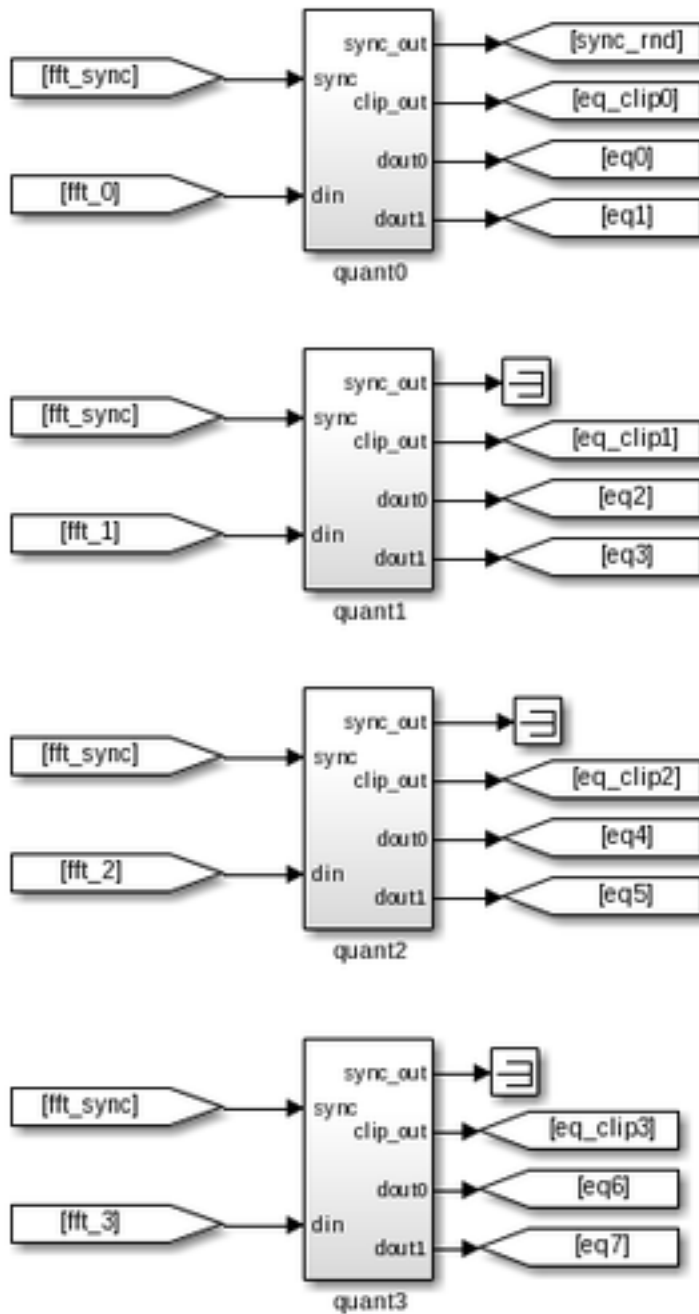 sync_out [sync_rnd]
[fft_sync] sync
clip_out [eq_clip0]
dout0 [eq0]
[fft_0] din
dout1 [eq1]
quant0
sync_out
[fft_sync] sync
clip_out [eq_clip1]
dout0 [eq2]
[fft_1] din
dout1 [eq3]
quant1
sync_out
[fft_sync] sync
clip_out [eq_clip2]
dout0 [eq4]
[fft_2] din
dout1 [eq5]
quant2
sync_out
[fft_sync] sync
clip_out [eq_clip3]
dout0 [eq6]
[fft_3] din
dout1 [eq7]
quant3